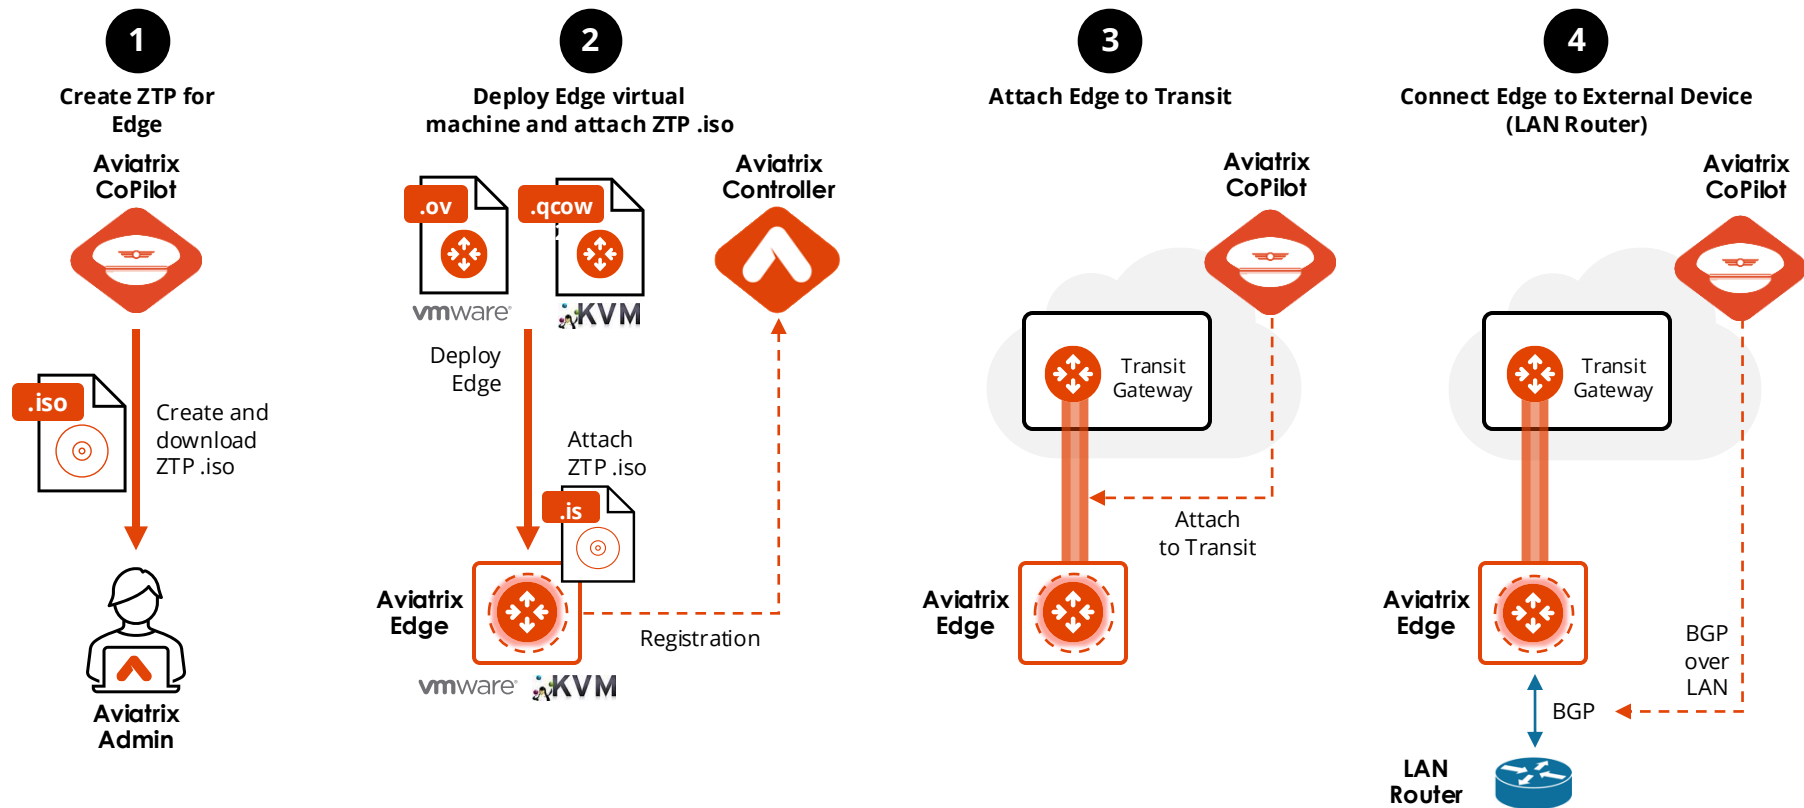 1
Create ZTP for
Edge
Aviatrix
CoPilot
.iso
Create and
download
ZTP .iso
Aviatrix
Admin
2
Deploy Edge virtual
machine and attach ZTP .iso
.ov
.qcow
vmware
KVM
Aviatrix
Controller
Deploy
Edge
Attach
ZTP .iso
.is
Aviatrix
Edge
Registration
vmware
KVM
3
Attach Edge to Transit
Aviatrix
CoPilot
Transit
Gateway
Attach
to Transit
Aviatrix
Edge
4
Connect Edge to External Device
(LAN Router)
Aviatrix
CoPilot
Transit
Gateway
Aviatrix
Edge
BGP
over
LAN
BGP
LAN
Router